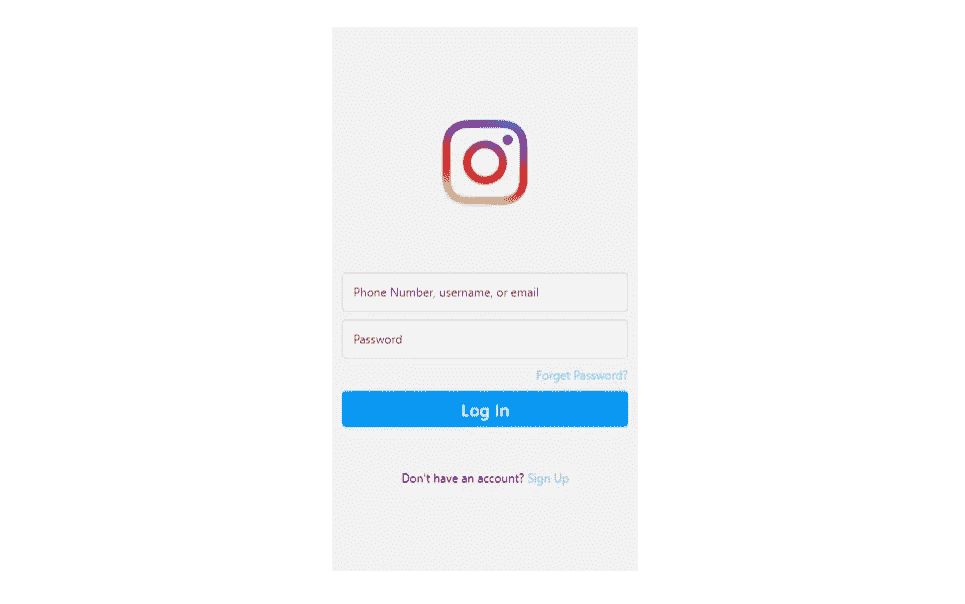 Phone Number, username, or email
Password
Forget Password?
Log In
Don't have an account? Sign Up